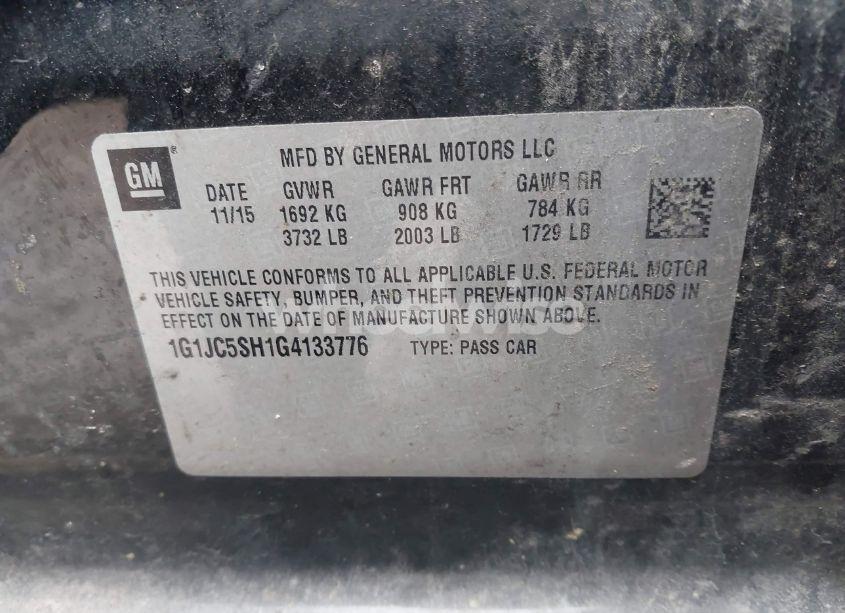 GM
MFD BY GENERAL MOTORS LLC
DATE GVWR GAWR FRT GAWR RR
11/15 1692 KG 908 KG 784 KG
3732 LB 2003 LB 1729 LB
THIS VEHICLE CONFORMS TO ALL APPLICABLE U.S. FEDERAL MOTOR
VEHICLE SAFETY, BUMPER, AND THEFT PREVENTION STANDARDS IN
EFFECT ON THE DATE OF MANUFACTURE SHOWN ABOVE.
1G1JC5SH1G4133776 TYPE: PASS CAR